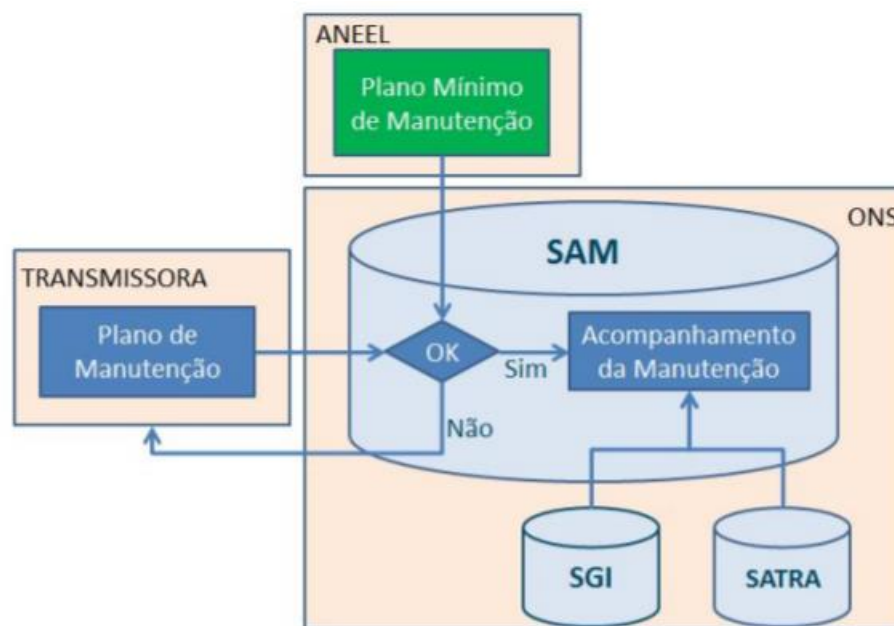 ANEEL
Plano Mínimo
de Manutenção
ONS
SAM
TRANSMISSORA
Plano de
Manutenção
OK
Sim
Acompanhamento
da Manutenção
Não
SGI
SATRA